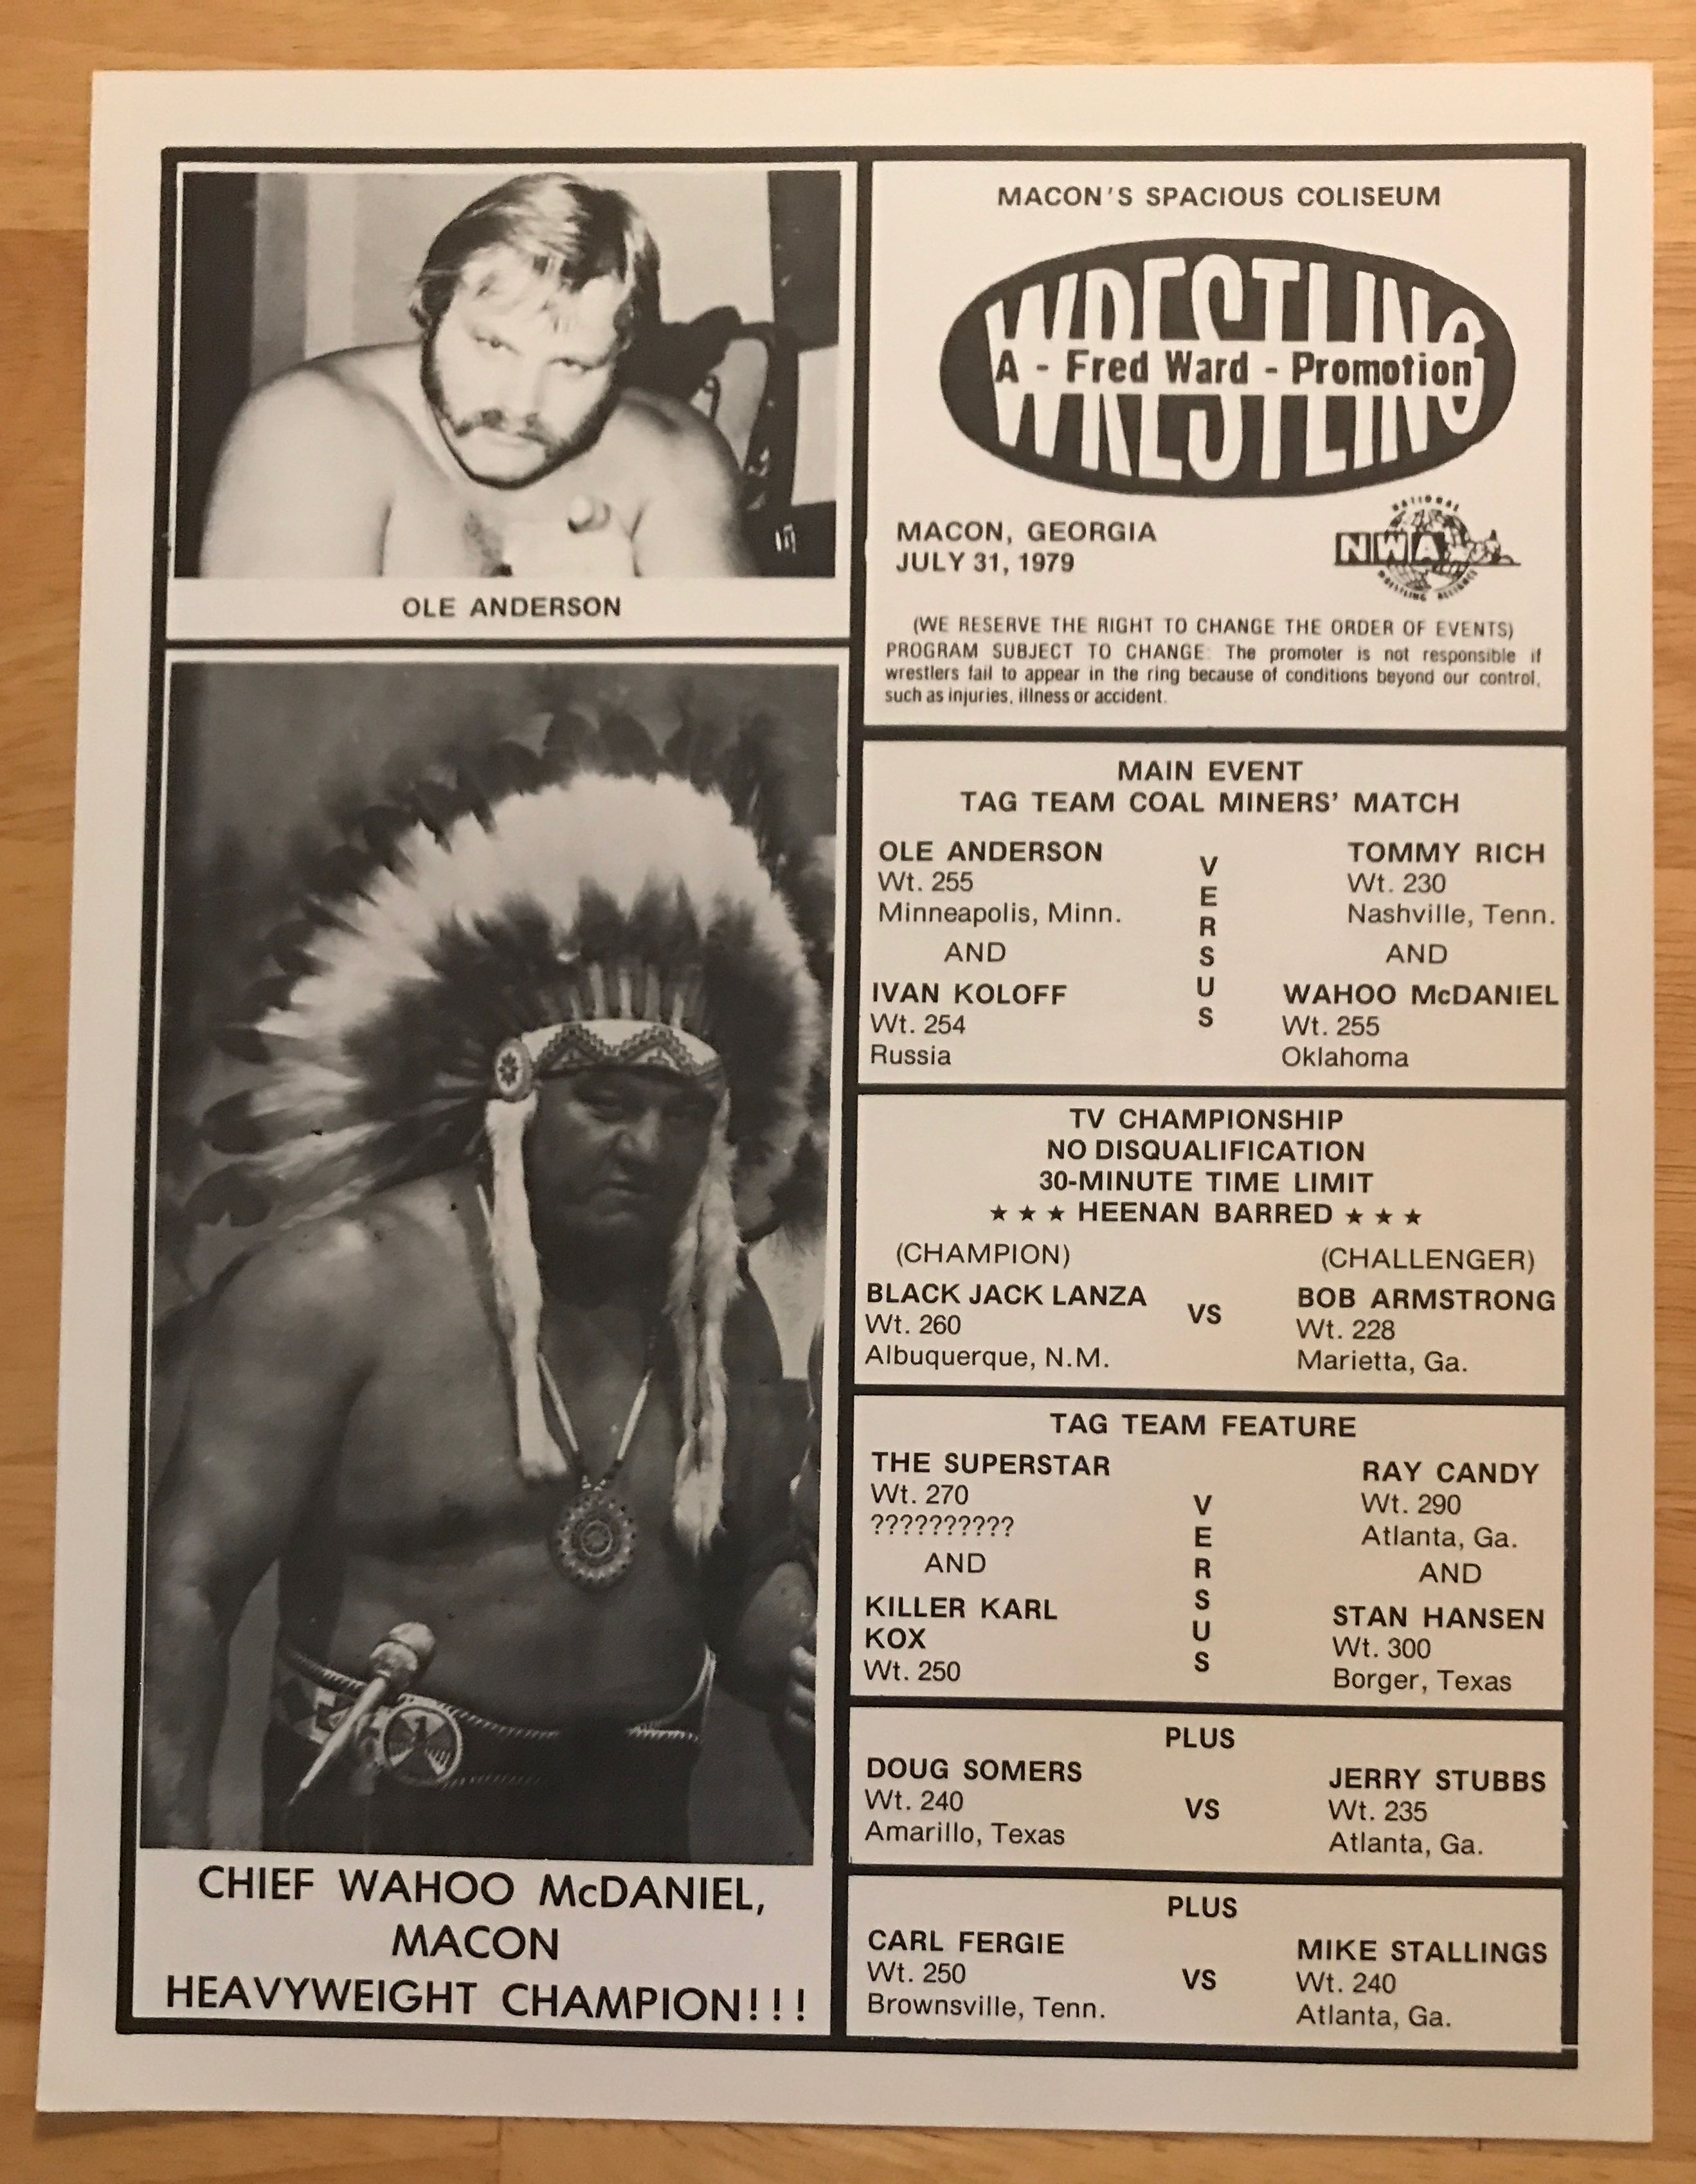 OLE ANDERSON
CHIEF WAHOO McDANIEL,
MACON
HEAVYWEIGHT CHAMPION!!!
MACON'S SPACIOUS COLISEUM
WRESTLING
A - Fred Ward - Promotion
MACON, GEORGIA
JULY 31, 1979
NATIONAL
NWA
WRESTLING ALLIANCE
(WE RESERVE THE RIGHT TO CHANGE THE ORDER OF EVENTS)
PROGRAM SUBJECT TO CHANGE: The promoter is not responsible if
wrestlers fail to appear in the ring because of conditions beyond our control,
such as injuries, illness or accident.
MAIN EVENT
TAG TEAM COAL MINERS' MATCH
OLE ANDERSON
Wt. 255
Minneapolis, Minn.
AND
IVAN KOLOFF
Wt. 254
Russia
VERSUS
TOMMY RICH
Wt. 230
Nashville, Tenn.
AND
WAHOO McDANIEL
Wt. 255
Oklahoma
TV CHAMPIONSHIP
NO DISQUALIFICATION
30-MINUTE TIME LIMIT
★ ★ ★ HEENAN BARRED ★ ★ ★
(CHAMPION)
BLACK JACK LANZA
Wt. 260
Albuquerque, N.M.
VS
(CHALLENGER)
BOB ARMSTRONG
Wt. 228
Marietta, Ga.
TAG TEAM FEATURE
THE SUPERSTAR
Wt. 270
??????????
AND
KILLER KARL
KOX
Wt. 250
VERSUS
RAY CANDY
Wt. 290
Atlanta, Ga.
AND
STAN HANSEN
Wt. 300
Borger, Texas
PLUS
DOUG SOMERS
Wt. 240
Amarillo, Texas
VS
JERRY STUBBS
Wt. 235
Atlanta, Ga.
PLUS
CARL FERGIE
Wt. 250
Brownsville, Tenn.
VS
MIKE STALLINGS
Wt. 240
Atlanta, Ga.